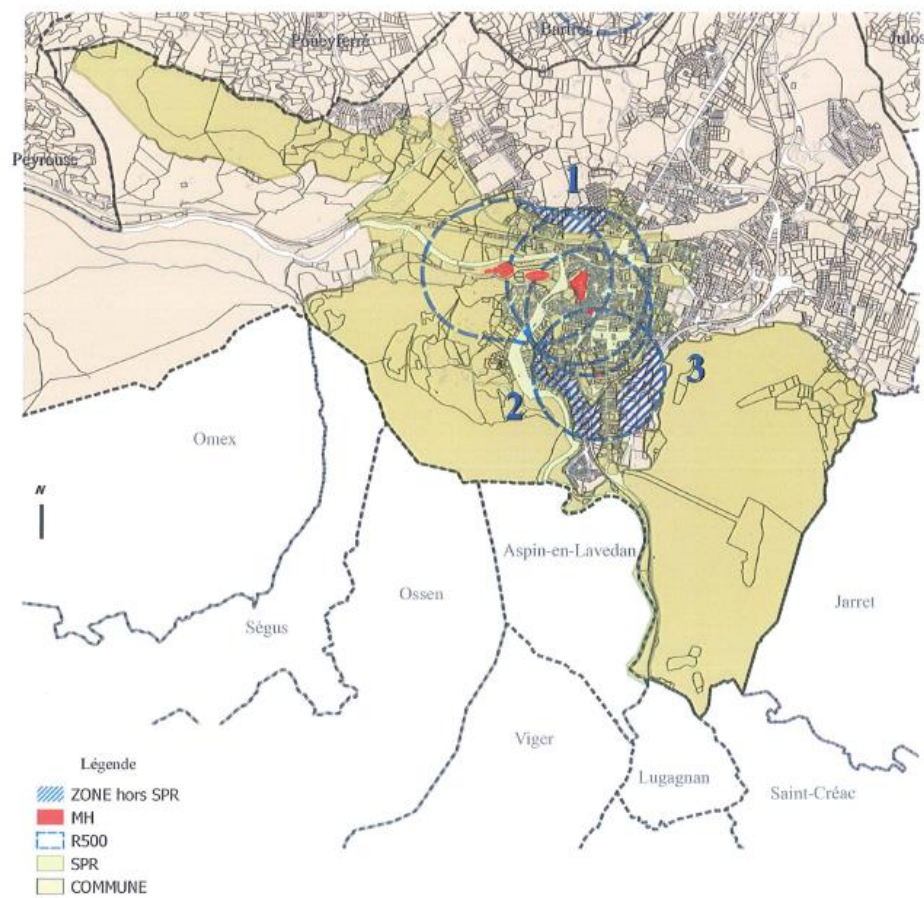 Poueyferré
Bartrès
Julos
Peyrouse
1
3
2
Omex
N
Aspin-en-Lavedan
Ossen
Jarret
Ségus
Viger
Lugagnan
Saint-Créac
Légende
ZONE hors SPR
MH
R500
SPR
COMMUNE